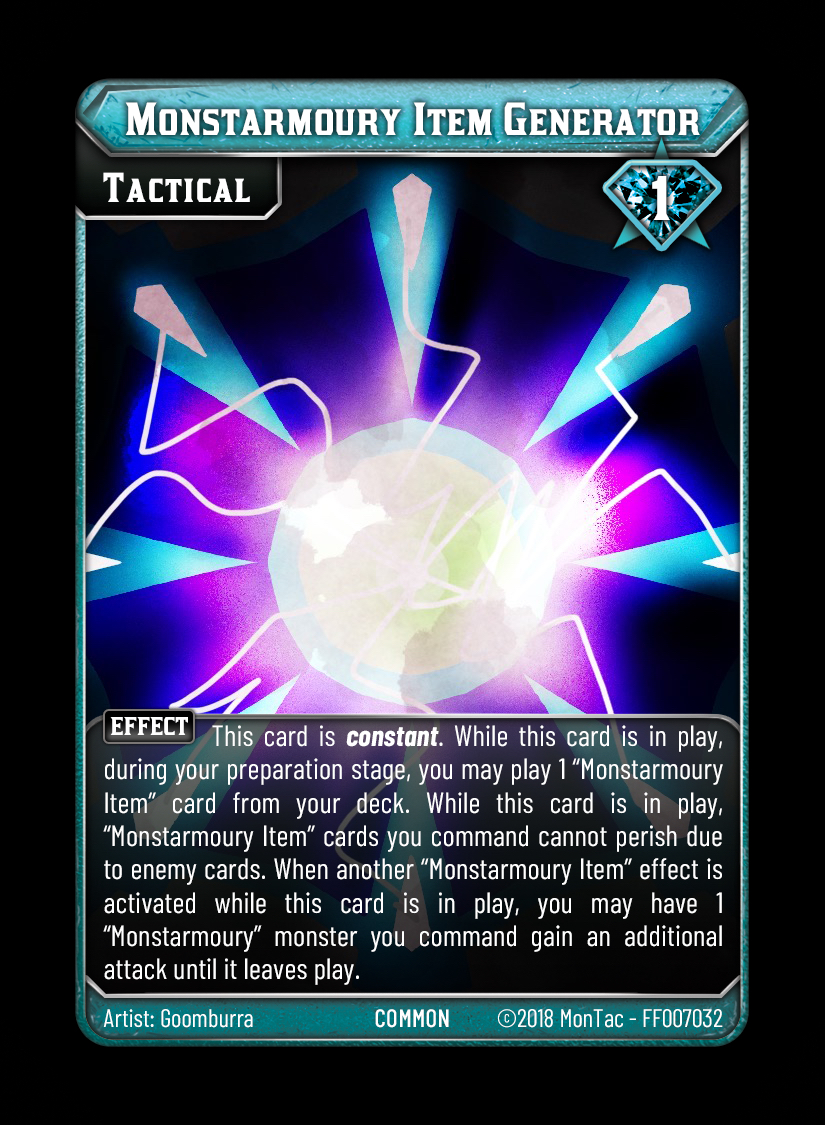 Monstarmoury Item Generator
Tactical
1
EFFECT This card is constant. While this card is in play,
during your preparation stage, you may play 1 “Monstarmoury
Item” card from your deck. While this card is in play,
“Monstarmoury Item” cards you command cannot perish due
to enemy cards. When another “Monstarmoury Item” effect is
activated while this card is in play, you may have 1
“Monstarmoury” monster you command gain an additional
attack until it leaves play.
Artist: Goomburra COMMON ©2018 MonTac - FF007032